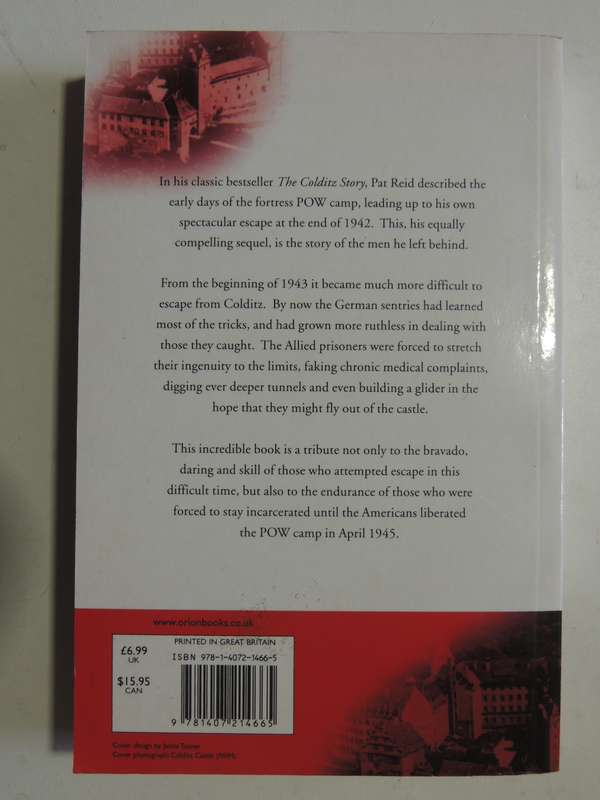 In his classic bestseller The Colditz Story, Pat Reid described the
early days of the fortress POW camp, leading up to his own
spectacular escape at the end of 1942. This, his equally
compelling sequel, is the story of the men he left behind.
From the beginning of 1943 it became much more difficult to
escape from Colditz. By now the German sentries had learned
most of the tricks, and had grown more ruthless in dealing with
those they caught. The Allied prisoners were forced to stretch
their ingenuity to the limits, faking chronic medical complaints,
digging ever deeper tunnels and even building a glider in the
hope that they might fly out of the castle.
This incredible book is a tribute not only to the bravado,
daring and skill of those who attempted escape in this
difficult time, but also to the endurance of those who were
forced to stay incarcerated until the Americans liberated
the POW camp in April 1945.
www.orionbooks.co.uk
£6.99
UK
$15.95
CAN
PRINTED IN GREAT BRITAIN
ISBN 978-1-4072-1466-5
9 781407 214665
Cover design by
Cover photograph: Colditz Castle